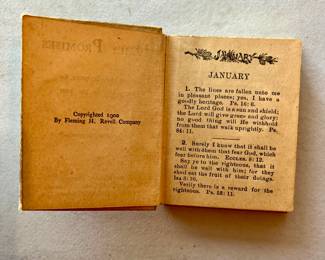 PROMISES
Copyrighted 1900
By Fleming H. Revell Company
JANUARY
JANUARY
1. The lines are fallen unto me
in pleasant places; yea, I have a
goodly heritage. Ps. 16: 6.
The Lord God is a sun and shield;
the Lord will give grace and glory;
no good thing will He withhold
from them that walk uprightly. Ps.
84: 11.
2. Surely I know that it shall be
well with them that fear God, which
fear before him. Eccles. 8: 12.
Say ye to the righteous, that it
shall be well with him; for they
shall eat the fruit of their doings.
Isa 3: 10.
Verily there is a reward for the
righteous. Ps. 58: 11.